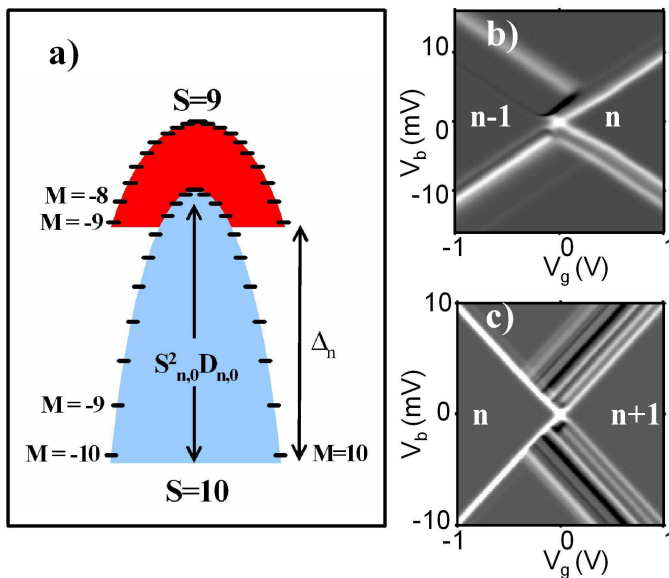 a)
S=9
M = -8
M = -9
Δn
S²n,0Dn,0
M = -9
M = -10
M=10
S=10
b)
Vb (mV)
10
0
-10
n-1
n
-1
0
1
Vg (V)
c)
Vb (mV)
10
0
-10
n
n+1
-1
0
1
Vg (V)